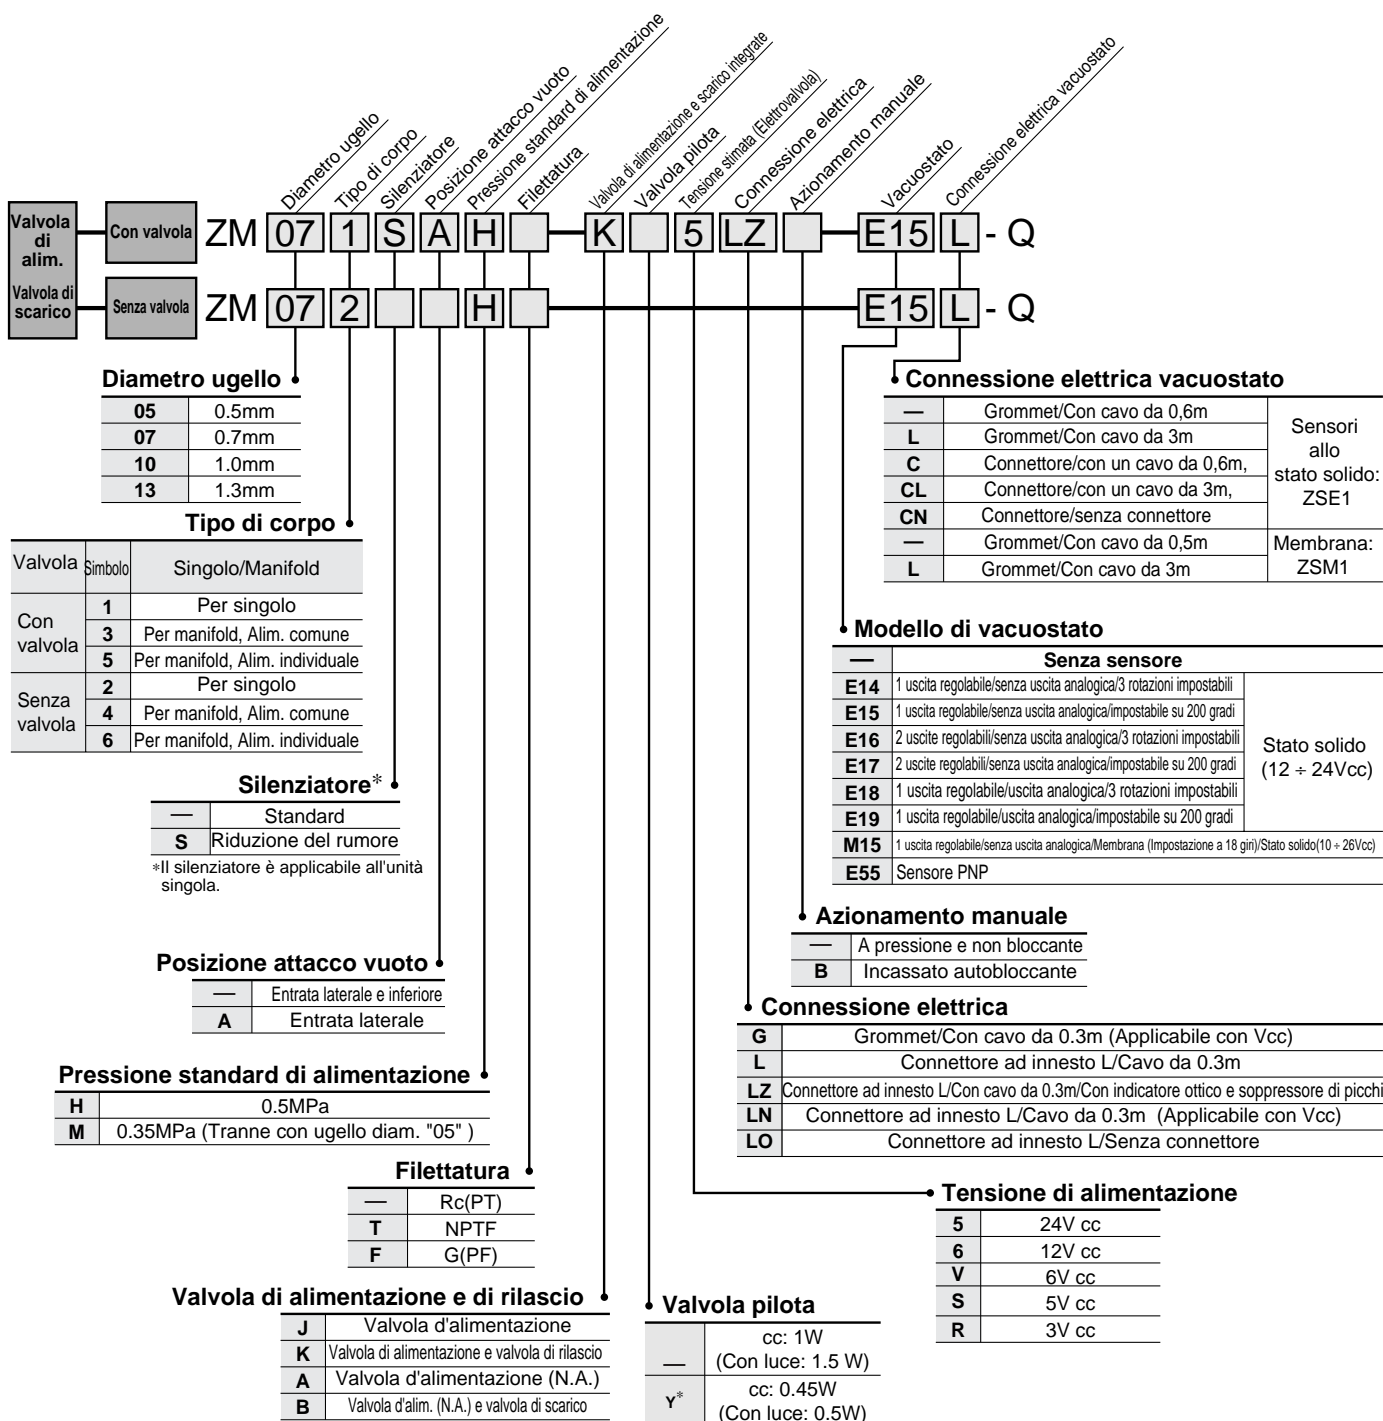 Diametro ugello
Tipo di corpo
Silenziatore
Posizione attacco vuoto
Pressione standard di alimentazione
Filettatura
Valvola di alimentazione e scarico integrate
Valvola pilota
Tensione stimata (Elettrovalvola)
Connessione elettrica
Azionamento manuale
Vacuostato
Connessione elettrica vacuostato
Valvola di alim.
Valvola di scarico
Con valvola ZM 07 1 S A H K 5 LZ E15 L - Q
Senza valvola ZM 07 2 H E15 L - Q
Diametro ugello
05 0.5mm
07 0.7mm
10 1.0mm
13 1.3mm
Tipo di corpo
Valvola Simbolo Singolo/Manifold
Con valvola
1 Per singolo
3 Per manifold, Alim. comune
5 Per manifold, Alim. individuale
Senza valvola
2 Per singolo
4 Per manifold, Alim. comune
6 Per manifold, Alim. individuale
Silenziatore*
— Standard
S Riduzione del rumore
*Il silenziatore è applicabile all'unità
singola.
Posizione attacco vuoto
— Entrata laterale e inferiore
A Entrata laterale
Pressione standard di alimentazione
H 0.5MPa
M 0.35MPa (Tranne con ugello diam. "05" )
Filettatura
— Rc(PT)
T NPTF
F G(PF)
Valvola di alimentazione e di rilascio
J Valvola d'alimentazione
K Valvola di alimentazione e valvola di rilascio
A Valvola d'alimentazione (N.A.)
B Valvola d'alim. (N.A.) e valvola di scarico
Valvola pilota
— cc: 1W
(Con luce: 1.5 W)
Y* cc: 0.45W
(Con luce: 0.5W)
Tensione di alimentazione
5 24V cc
6 12V cc
V 6V cc
S 5V cc
R 3V cc
Connessione elettrica
G Grommet/Con cavo da 0.3m (Applicabile con Vcc)
L Connettore ad innesto L/Cavo da 0.3m
LZ Connettore ad innesto L/Con cavo da 0.3m/Con indicatore ottico e soppressore di picchi
LN Connettore ad innesto L/Cavo da 0.3m (Applicabile con Vcc)
LO Connettore ad innesto L/Senza connettore
Azionamento manuale
— A pressione e non bloccante
B Incassato autobloccante
Modello di vacuostato
— Senza sensore
E14 1 uscita regolabile/senza uscita analogica/3 rotazioni impostabili
E15 1 uscita regolabile/senza uscita analogica/impostabile su 200 gradi
E16 2 uscite regolabili/senza uscita analogica/3 rotazioni impostabili
E17 2 uscite regolabili/senza uscita analogica/impostabile su 200 gradi
E18 1 uscita regolabile/uscita analogica/3 rotazioni impostabili
E19 1 uscita regolabile/uscita analogica/impostabile su 200 gradi
Stato solido
(12 ÷ 24Vcc)
M15 1 uscita regolabile/senza uscita analogica/Membrana (Impostazione a 18 giri)/Stato solido(10 ÷ 26Vcc)
E55 Sensore PNP
Connessione elettrica vacuostato
— Grommet/Con cavo da 0,6m
L Grommet/Con cavo da 3m
C Connettore/con un cavo da 0,6m,
CL Connettore/con un cavo da 3m,
CN Connettore/senza connettore
Sensori
allo
stato solido:
ZSE1
— Grommet/Con cavo da 0,5m
L Grommet/Con cavo da 3m
Membrana:
ZSM1